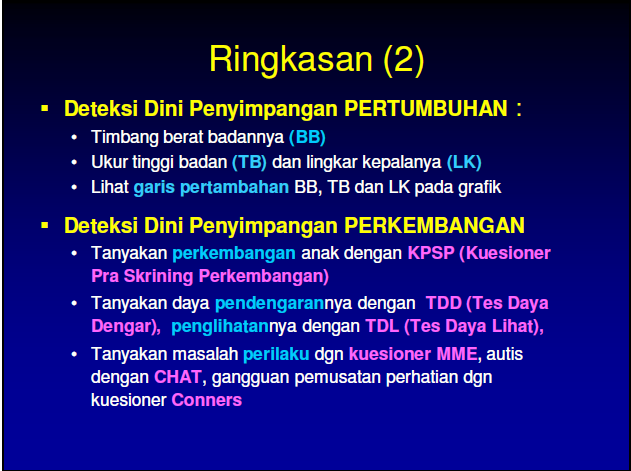 Ringkasan (2)
▪ Deteksi Dini Penyimpangan PERTUMBUHAN :
• Timbang berat badannya (BB)
• Ukur tinggi badan (TB) dan lingkar kepalanya (LK)
• Lihat garis pertambahan BB, TB dan LK pada grafik
▪ Deteksi Dini Penyimpangan PERKEMBANGAN
• Tanyakan perkembangan anak dengan KPSP (Kuesioner
Pra Skrining Perkembangan)
• Tanyakan daya pendengarannya dengan TDD (Tes Daya
Dengar), penglihatannya dengan TDL (Tes Daya Lihat),
• Tanyakan masalah perilaku dgn kuesioner MME, autis
dengan CHAT, gangguan pemusatan perhatian dgn
kuesioner Conners